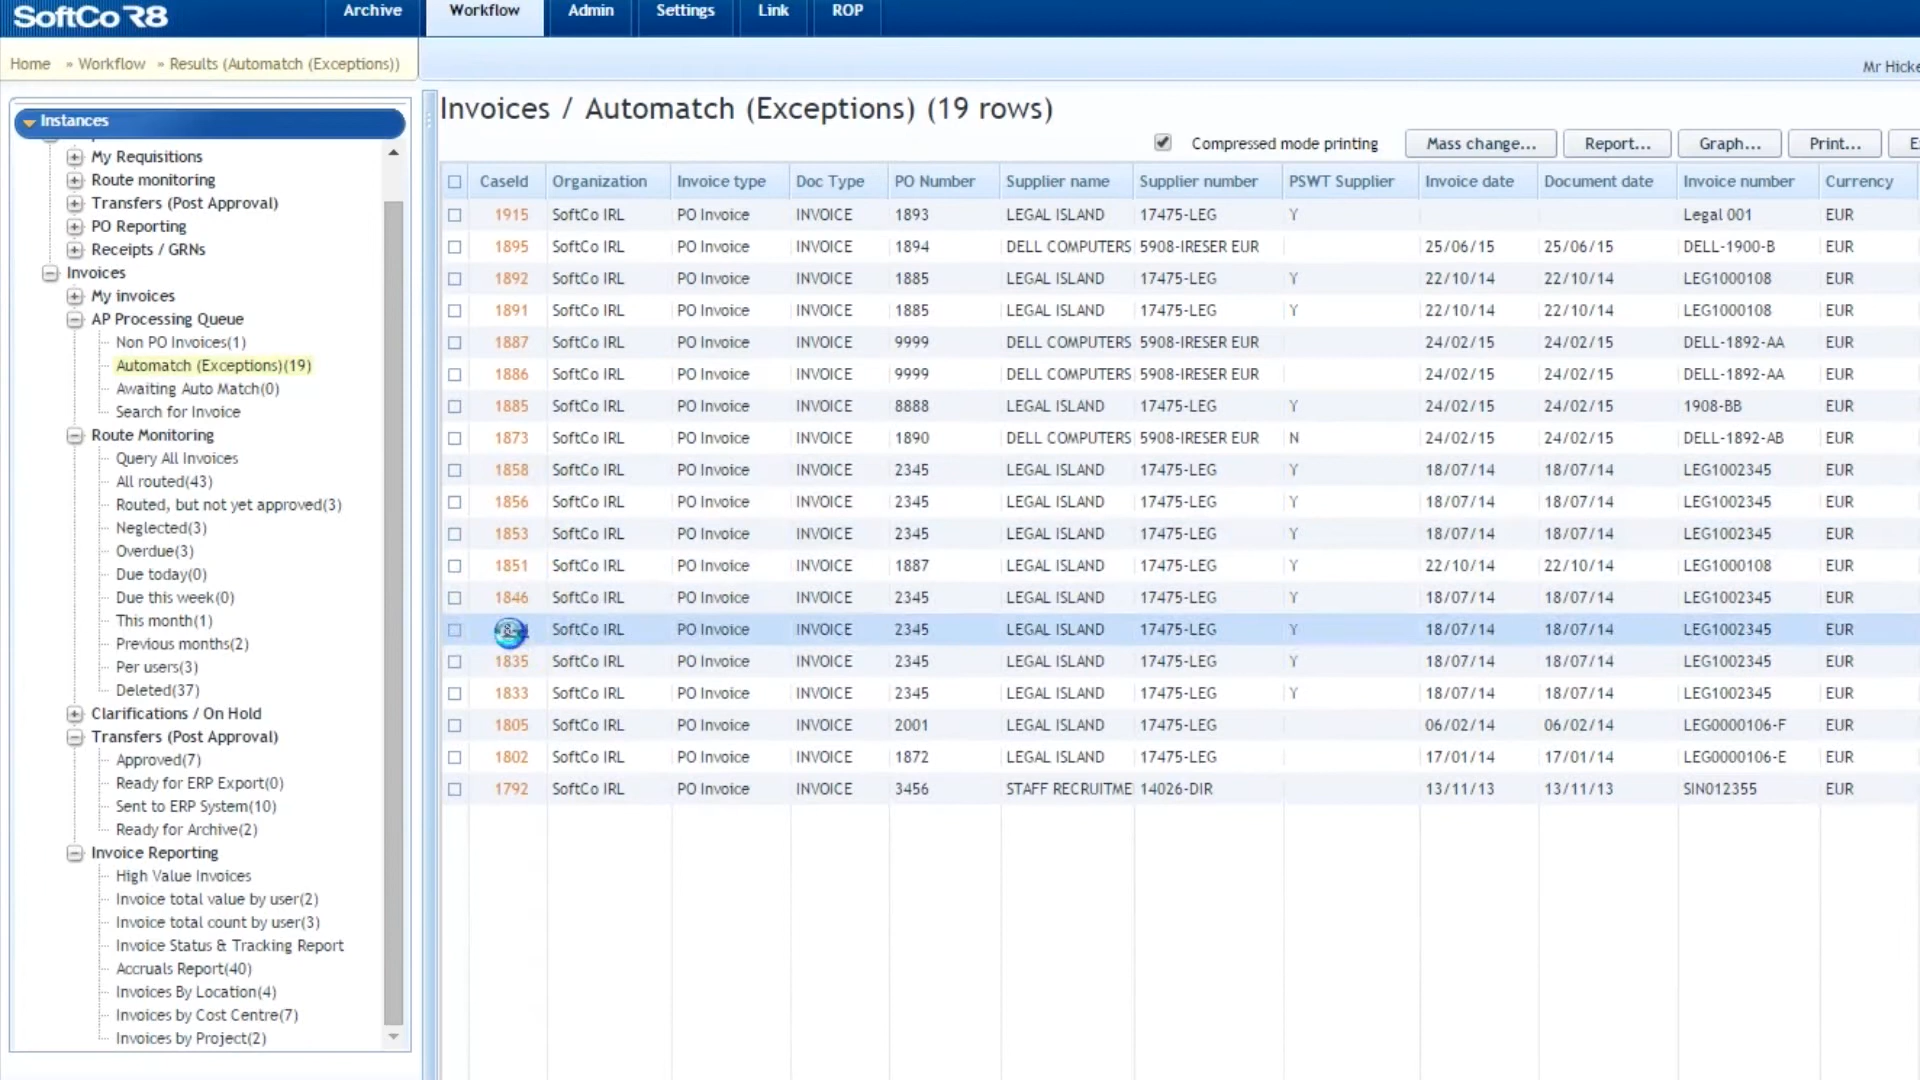 SoftCo R8
Archive Workflow Admin Settings Link ROP
Home » Workflow » Results (Automatch (Exceptions))
Mr Hicke
Instances
My Requisitions
Route monitoring
Transfers (Post Approval)
PO Reporting
Receipts / GRNs
Invoices
My invoices
AP Processing Queue
Non PO Invoices(1)
Automatch (Exceptions)(19)
Awaiting Auto Match(0)
Search for Invoice
Route Monitoring
Query All Invoices
All routed(43)
Routed, but not yet approved(3)
Neglected(3)
Overdue(3)
Due today(0)
Due this week(0)
This month(1)
Previous months(2)
Per users(3)
Deleted(37)
Clarifications / On Hold
Transfers (Post Approval)
Approved(7)
Ready for ERP Export(0)
Sent to ERP System(10)
Ready for Archive(2)
Invoice Reporting
High Value Invoices
Invoice total value by user(2)
Invoice total count by user(3)
Invoice Status & Tracking Report
Accruals Report(40)
Invoices By Location(4)
Invoices by Cost Centre(7)
Invoices by Project(2)
Invoices / Automatch (Exceptions) (19 rows)
Compressed mode printing Mass change... Report... Graph... Print...
CaseId Organization Invoice type Doc Type PO Number Supplier name Supplier number PSWT Supplier Invoice date Document date Invoice number Currency
1915 SoftCo IRL PO Invoice INVOICE 1893 LEGAL ISLAND 17475-LEG Y Legal 001 EUR
1895 SoftCo IRL PO Invoice INVOICE 1894 DELL COMPUTERS 5908-IRESER EUR 25/06/15 25/06/15 DELL-1900-B EUR
1892 SoftCo IRL PO Invoice INVOICE 1885 LEGAL ISLAND 17475-LEG Y 22/10/14 22/10/14 LEG1000108 EUR
1891 SoftCo IRL PO Invoice INVOICE 1885 LEGAL ISLAND 17475-LEG Y 22/10/14 22/10/14 LEG1000108 EUR
1887 SoftCo IRL PO Invoice INVOICE 9999 DELL COMPUTERS 5908-IRESER EUR 24/02/15 24/02/15 DELL-1892-AA EUR
1886 SoftCo IRL PO Invoice INVOICE 9999 DELL COMPUTERS 5908-IRESER EUR 24/02/15 24/02/15 DELL-1892-AA EUR
1885 SoftCo IRL PO Invoice INVOICE 8888 LEGAL ISLAND 17475-LEG Y 24/02/15 24/02/15 1908-BB EUR
1873 SoftCo IRL PO Invoice INVOICE 1890 DELL COMPUTERS 5908-IRESER EUR N 24/02/15 24/02/15 DELL-1892-AB EUR
1858 SoftCo IRL PO Invoice INVOICE 2345 LEGAL ISLAND 17475-LEG Y 18/07/14 18/07/14 LEG1002345 EUR
1856 SoftCo IRL PO Invoice INVOICE 2345 LEGAL ISLAND 17475-LEG Y 18/07/14 18/07/14 LEG1002345 EUR
1853 SoftCo IRL PO Invoice INVOICE 2345 LEGAL ISLAND 17475-LEG Y 18/07/14 18/07/14 LEG1002345 EUR
1851 SoftCo IRL PO Invoice INVOICE 1887 LEGAL ISLAND 17475-LEG Y 22/10/14 22/10/14 LEG1000108 EUR
1846 SoftCo IRL PO Invoice INVOICE 2345 LEGAL ISLAND 17475-LEG Y 18/07/14 18/07/14 LEG1002345 EUR
SoftCo IRL PO Invoice INVOICE 2345 LEGAL ISLAND 17475-LEG Y 18/07/14 18/07/14 LEG1002345 EUR
1835 SoftCo IRL PO Invoice INVOICE 2345 LEGAL ISLAND 17475-LEG Y 18/07/14 18/07/14 LEG1002345 EUR
1833 SoftCo IRL PO Invoice INVOICE 2345 LEGAL ISLAND 17475-LEG Y 18/07/14 18/07/14 LEG1002345 EUR
1805 SoftCo IRL PO Invoice INVOICE 2001 LEGAL ISLAND 17475-LEG 06/02/14 06/02/14 LEG0000106-F EUR
1802 SoftCo IRL PO Invoice INVOICE 1872 LEGAL ISLAND 17475-LEG 17/01/14 17/01/14 LEG0000106-E EUR
1792 SoftCo IRL PO Invoice INVOICE 3456 STAFF RECRUITME 14026-DIR 13/11/13 13/11/13 SIN012355 EUR